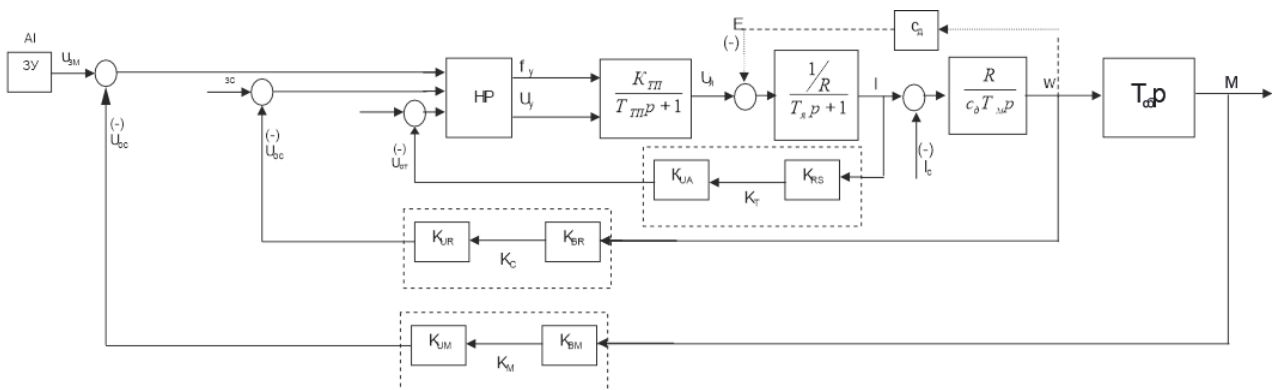 AI
ЗУ
Uзм
(-)
Uос
зс
(-)
Uос
(-)
Uот
НР
fу
Uу
KТП
TТПp + 1
Uя
E
(-)
cд
1/R
Tяp + 1
I
(-)
Iс
R
cдTмp
W
Tобp
M
KUA
KRS
KТ
KUR
KBR
KС
KUM
KBM
KМ